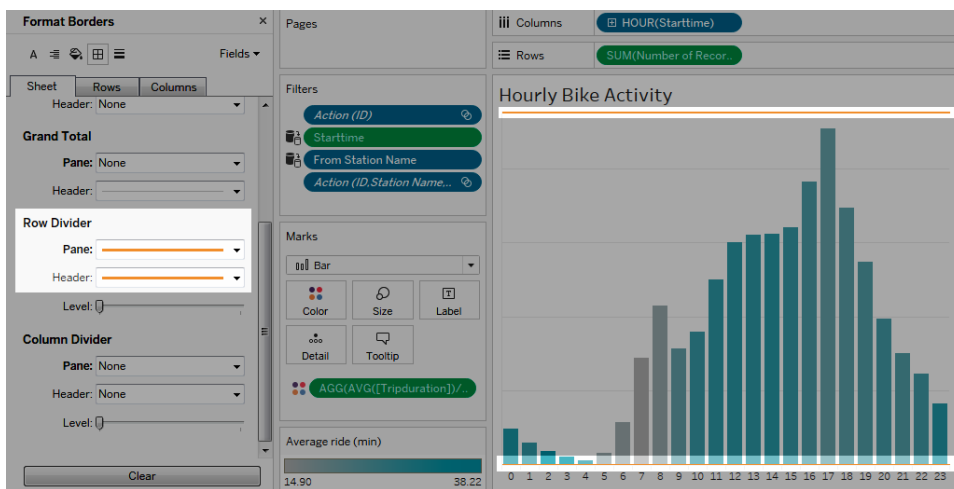 Format Borders ×
A Fields
Sheet Rows Columns
Header: None
Grand Total
Pane: None
Header:
Row Divider
Pane:
Header:
Level:
Column Divider
Pane: None
Header: None
Level:
Clear
Pages
Filters
Action (ID)
Starttime
From Station Name
Action (ID,Station Name...
Marks
Bar
Color Size Label
Detail Tooltip
AGG(AVG([Tripduration])/..
Average ride (min)
14.90 38.22
Columns HOUR(Starttime)
Rows SUM(Number of Recor..
Hourly Bike Activity
0 1 2 3 4 5 6 7 8 9 10 11 12 13 14 15 16 17 18 19 20 21 22 23